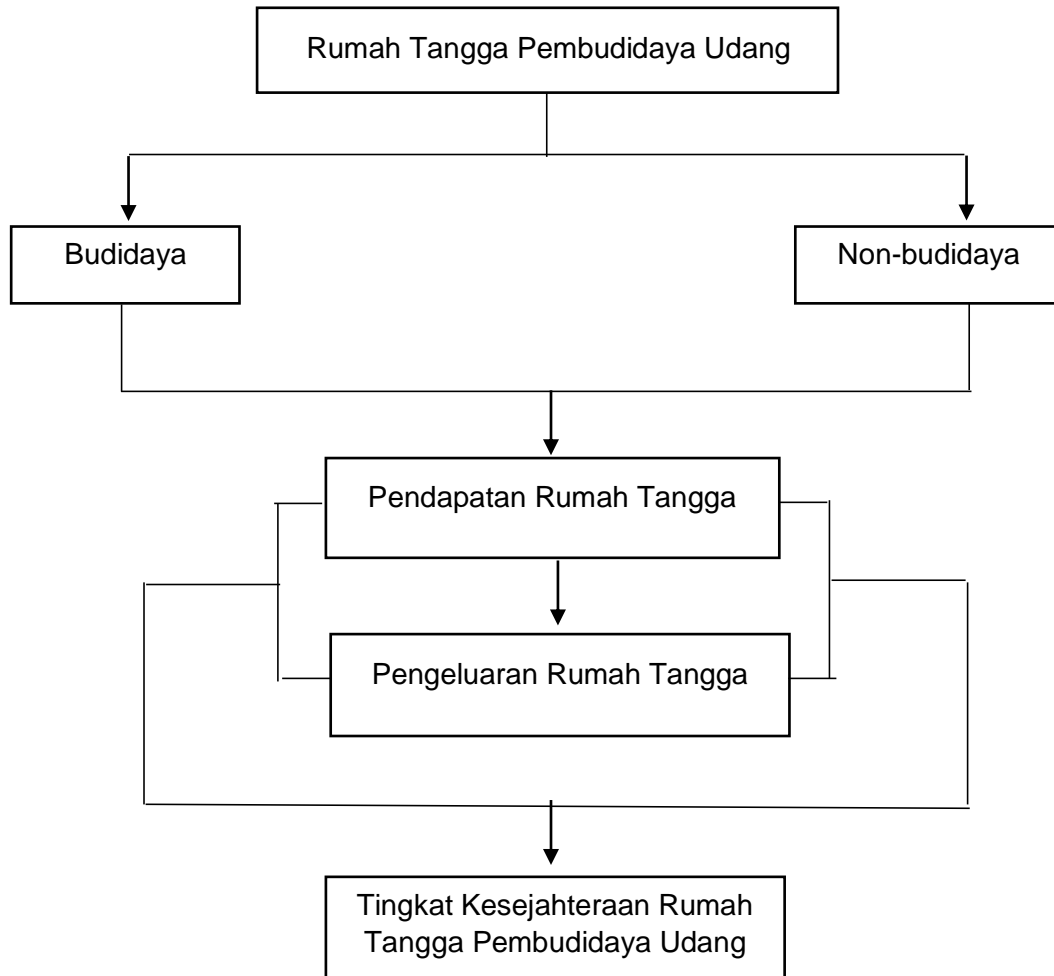 Rumah Tangga Pembudidaya Udang
Budidaya
Non-budidaya
Pendapatan Rumah Tangga
Pengeluaran Rumah Tangga
Tingkat Kesejahteraan Rumah
Tangga Pembudidaya Udang